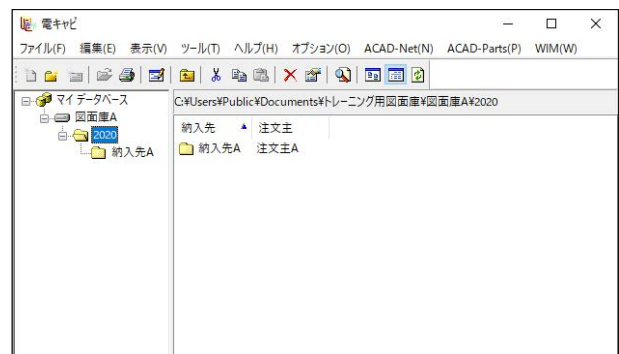 電キャビ
ファイル(F) 編集(E) 表示(V) ツール(T) ヘルプ(H) オプション(O) ACAD-Net(N) ACAD-Parts(P) WIM(W)
マイ データベース
図面庫A
2020
納入先A
C:¥Users¥Public¥Documents¥トレーニング用図面庫¥図面庫A¥2020
納入先 ▲ 注文主
納入先A 注文主A